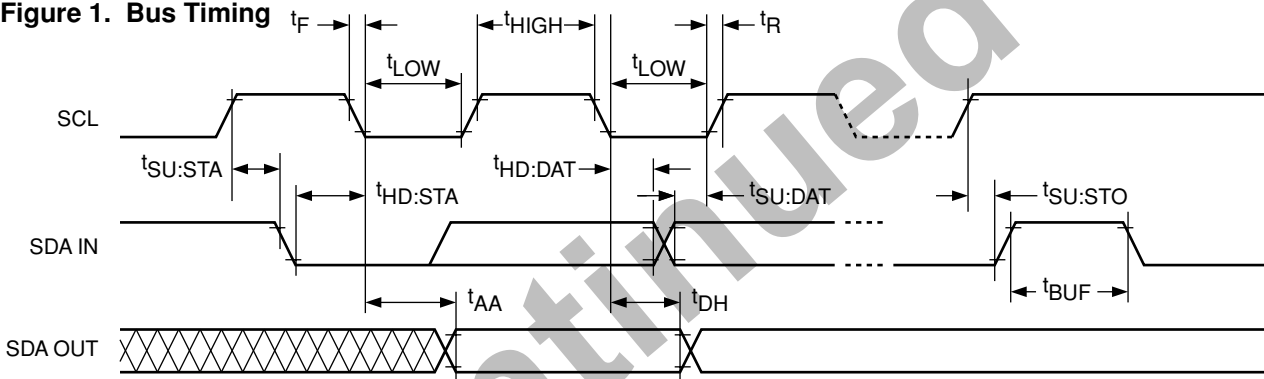 Figure 1. Bus Timing
tF
tHIGH
tR
tLOW
tLOW
SCL
tSU:STA
tHD:STA
tHD:DAT
tSU:DAT
tSU:STO
SDA IN
tBUF
tAA
tDH
SDA OUT